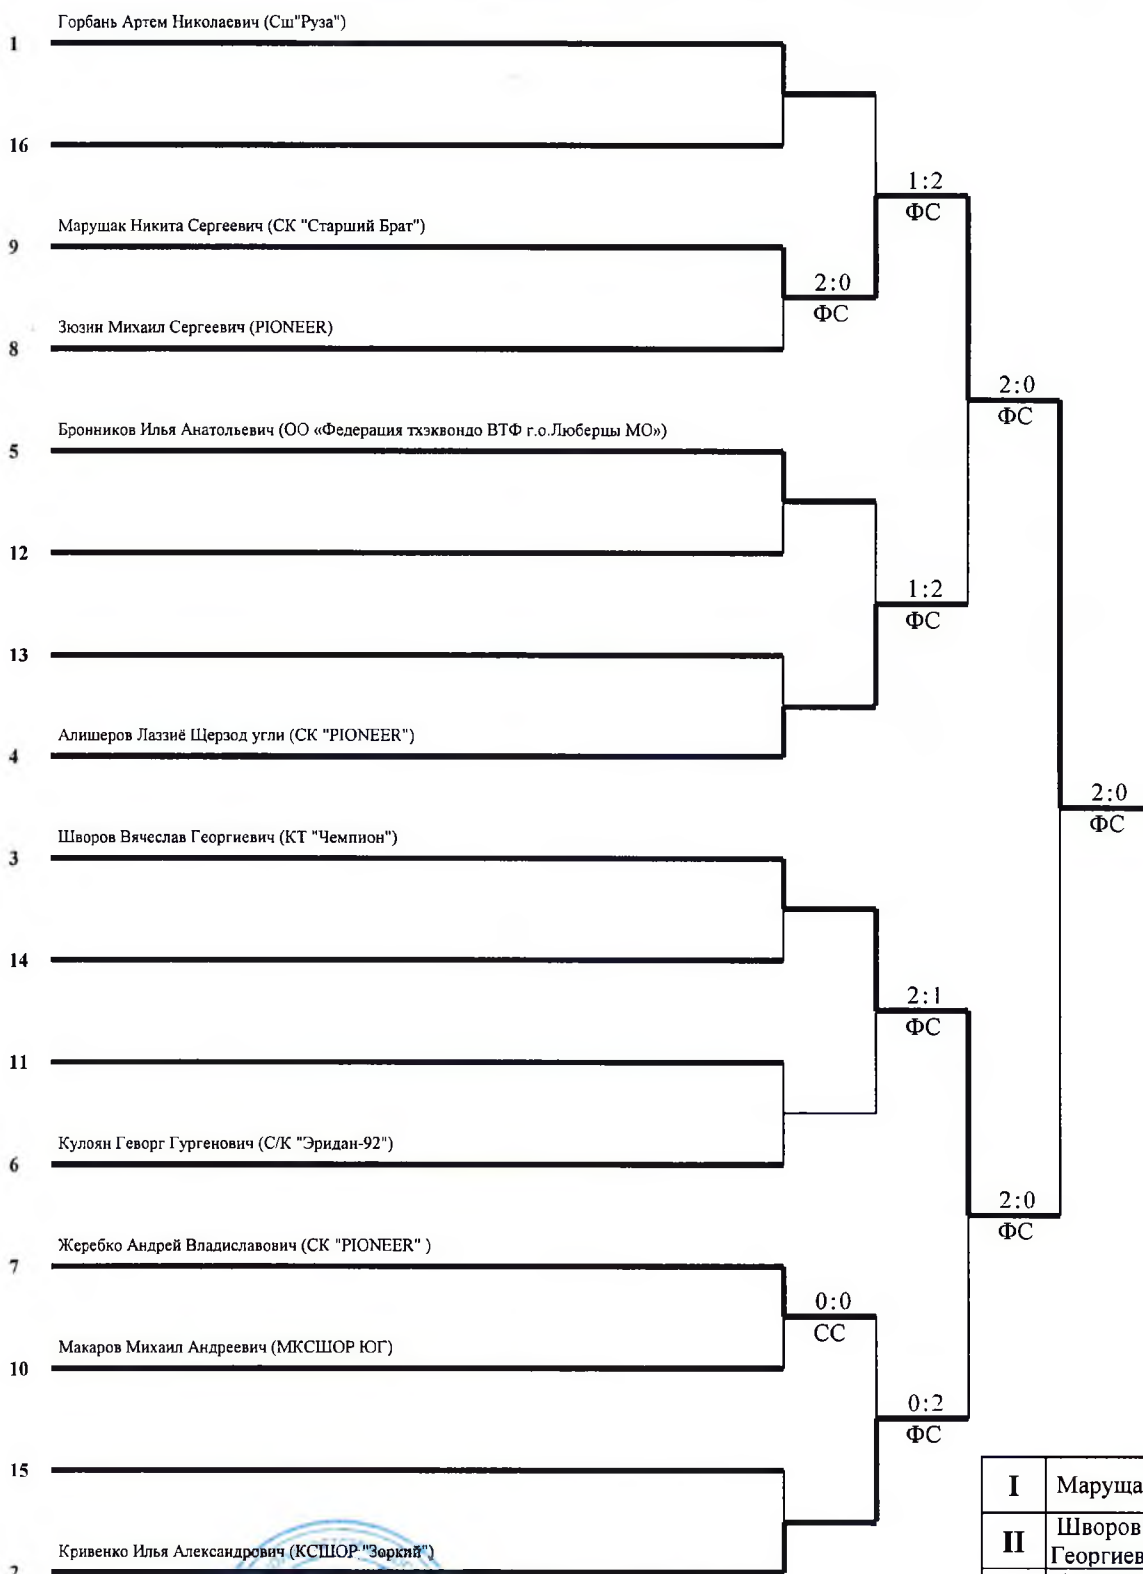 Горбань Артем Николаевич (Сш"Руза")
1
16
1:2
ФС
Марущак Никита Сергеевич (СК "Старший Брат")
9
2:0
ФС
Зюзин Михаил Сергеевич (PIONEER)
8
2:0
ФС
Бронников Илья Анатольевич (ОО «Федерация тхэквондо ВТФ г.о.Люберцы МО»)
5
12
1:2
ФС
13
Алишеров Лаззиё Щерзод угли (СК "PIONEER")
4
2:0
ФС
Шворов Вячеслав Георгиевич (КТ "Чемпион")
3
14
2:1
ФС
11
Кулоян Геворг Гургенович (С/К "Эридан-92")
6
2:0
ФС
Жеребко Андрей Владиславович (СК "PIONEER" )
7
0:0
СС
Макаров Михаил Андреевич (МКСШОР ЮГ)
10
0:2
ФС
15
I Маруща
II Шворов
Георгиев
Кривенко Илья Александрович (КСШОР "Зоркий")
2